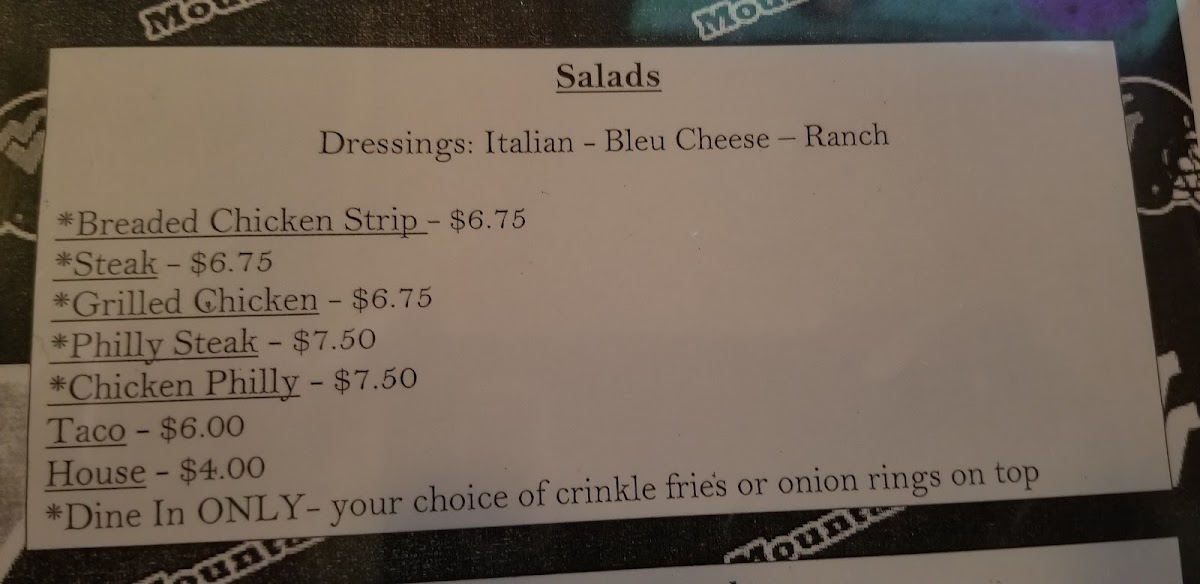 Salads
Dressings: Italian - Bleu Cheese – Ranch
*Breaded Chicken Strip - $6.75
*Steak - $6.75
*Grilled Chicken - $6.75
*Philly Steak - $7.50
*Chicken Philly - $7.50
Taco - $6.00
House - $4.00
*Dine In ONLY- your choice of crinkle frie's or onion rings on top